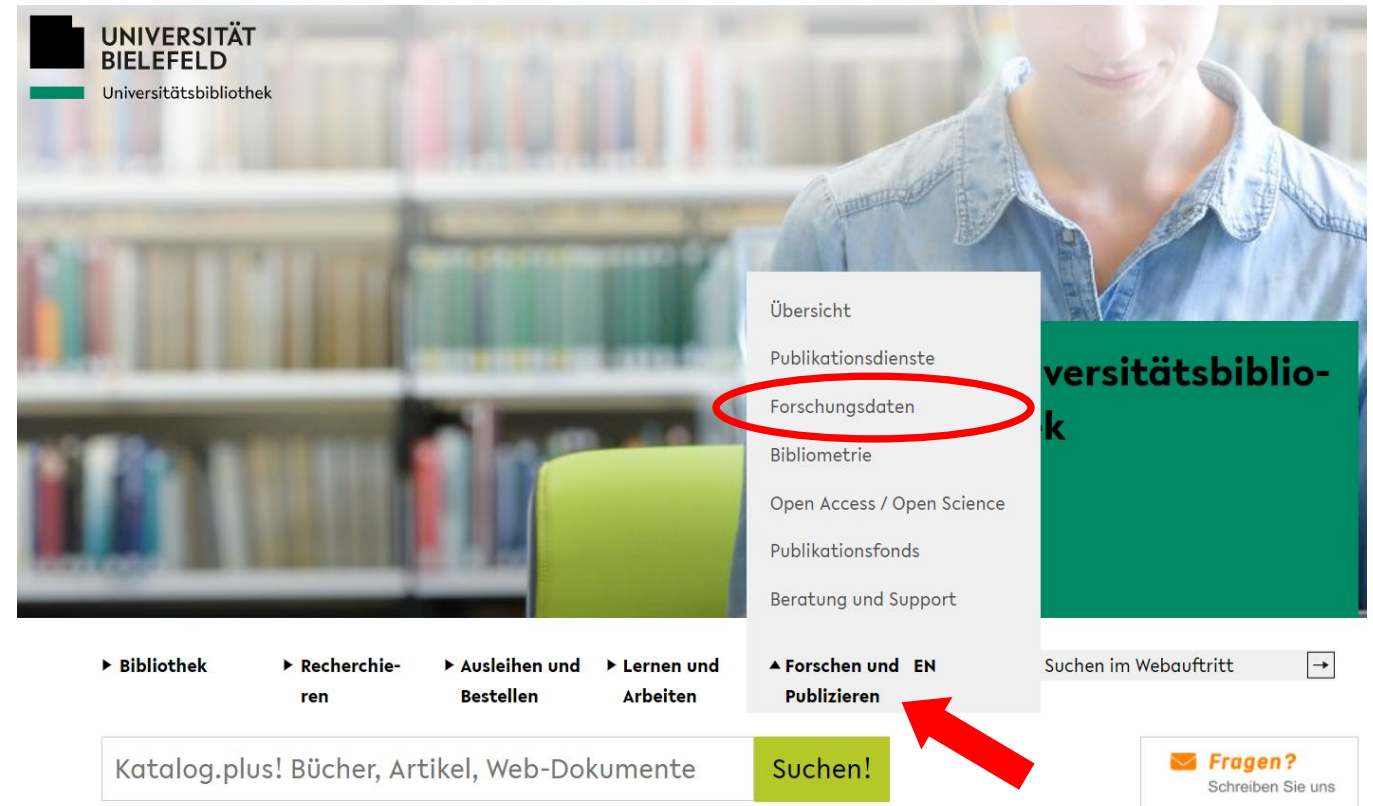 UNIVERSITÄT
BIELEFELD
Universitätsbibliothek
Übersicht
Publikationsdienste
Forschungsdaten
Bibliometrie
Open Access / Open Science
Publikationsfonds
Beratung und Support
versitätsbiblio-
k
Bibliothek
Recherchie-
ren
Ausleihen und
Bestellen
Lernen und
Arbeiten
Forschen und
Publizieren
EN
Suchen im Webauftritt
Katalog.plus! Bücher, Artikel, Web-Dokumente
Suchen!
Fragen?
Schreiben Sie uns